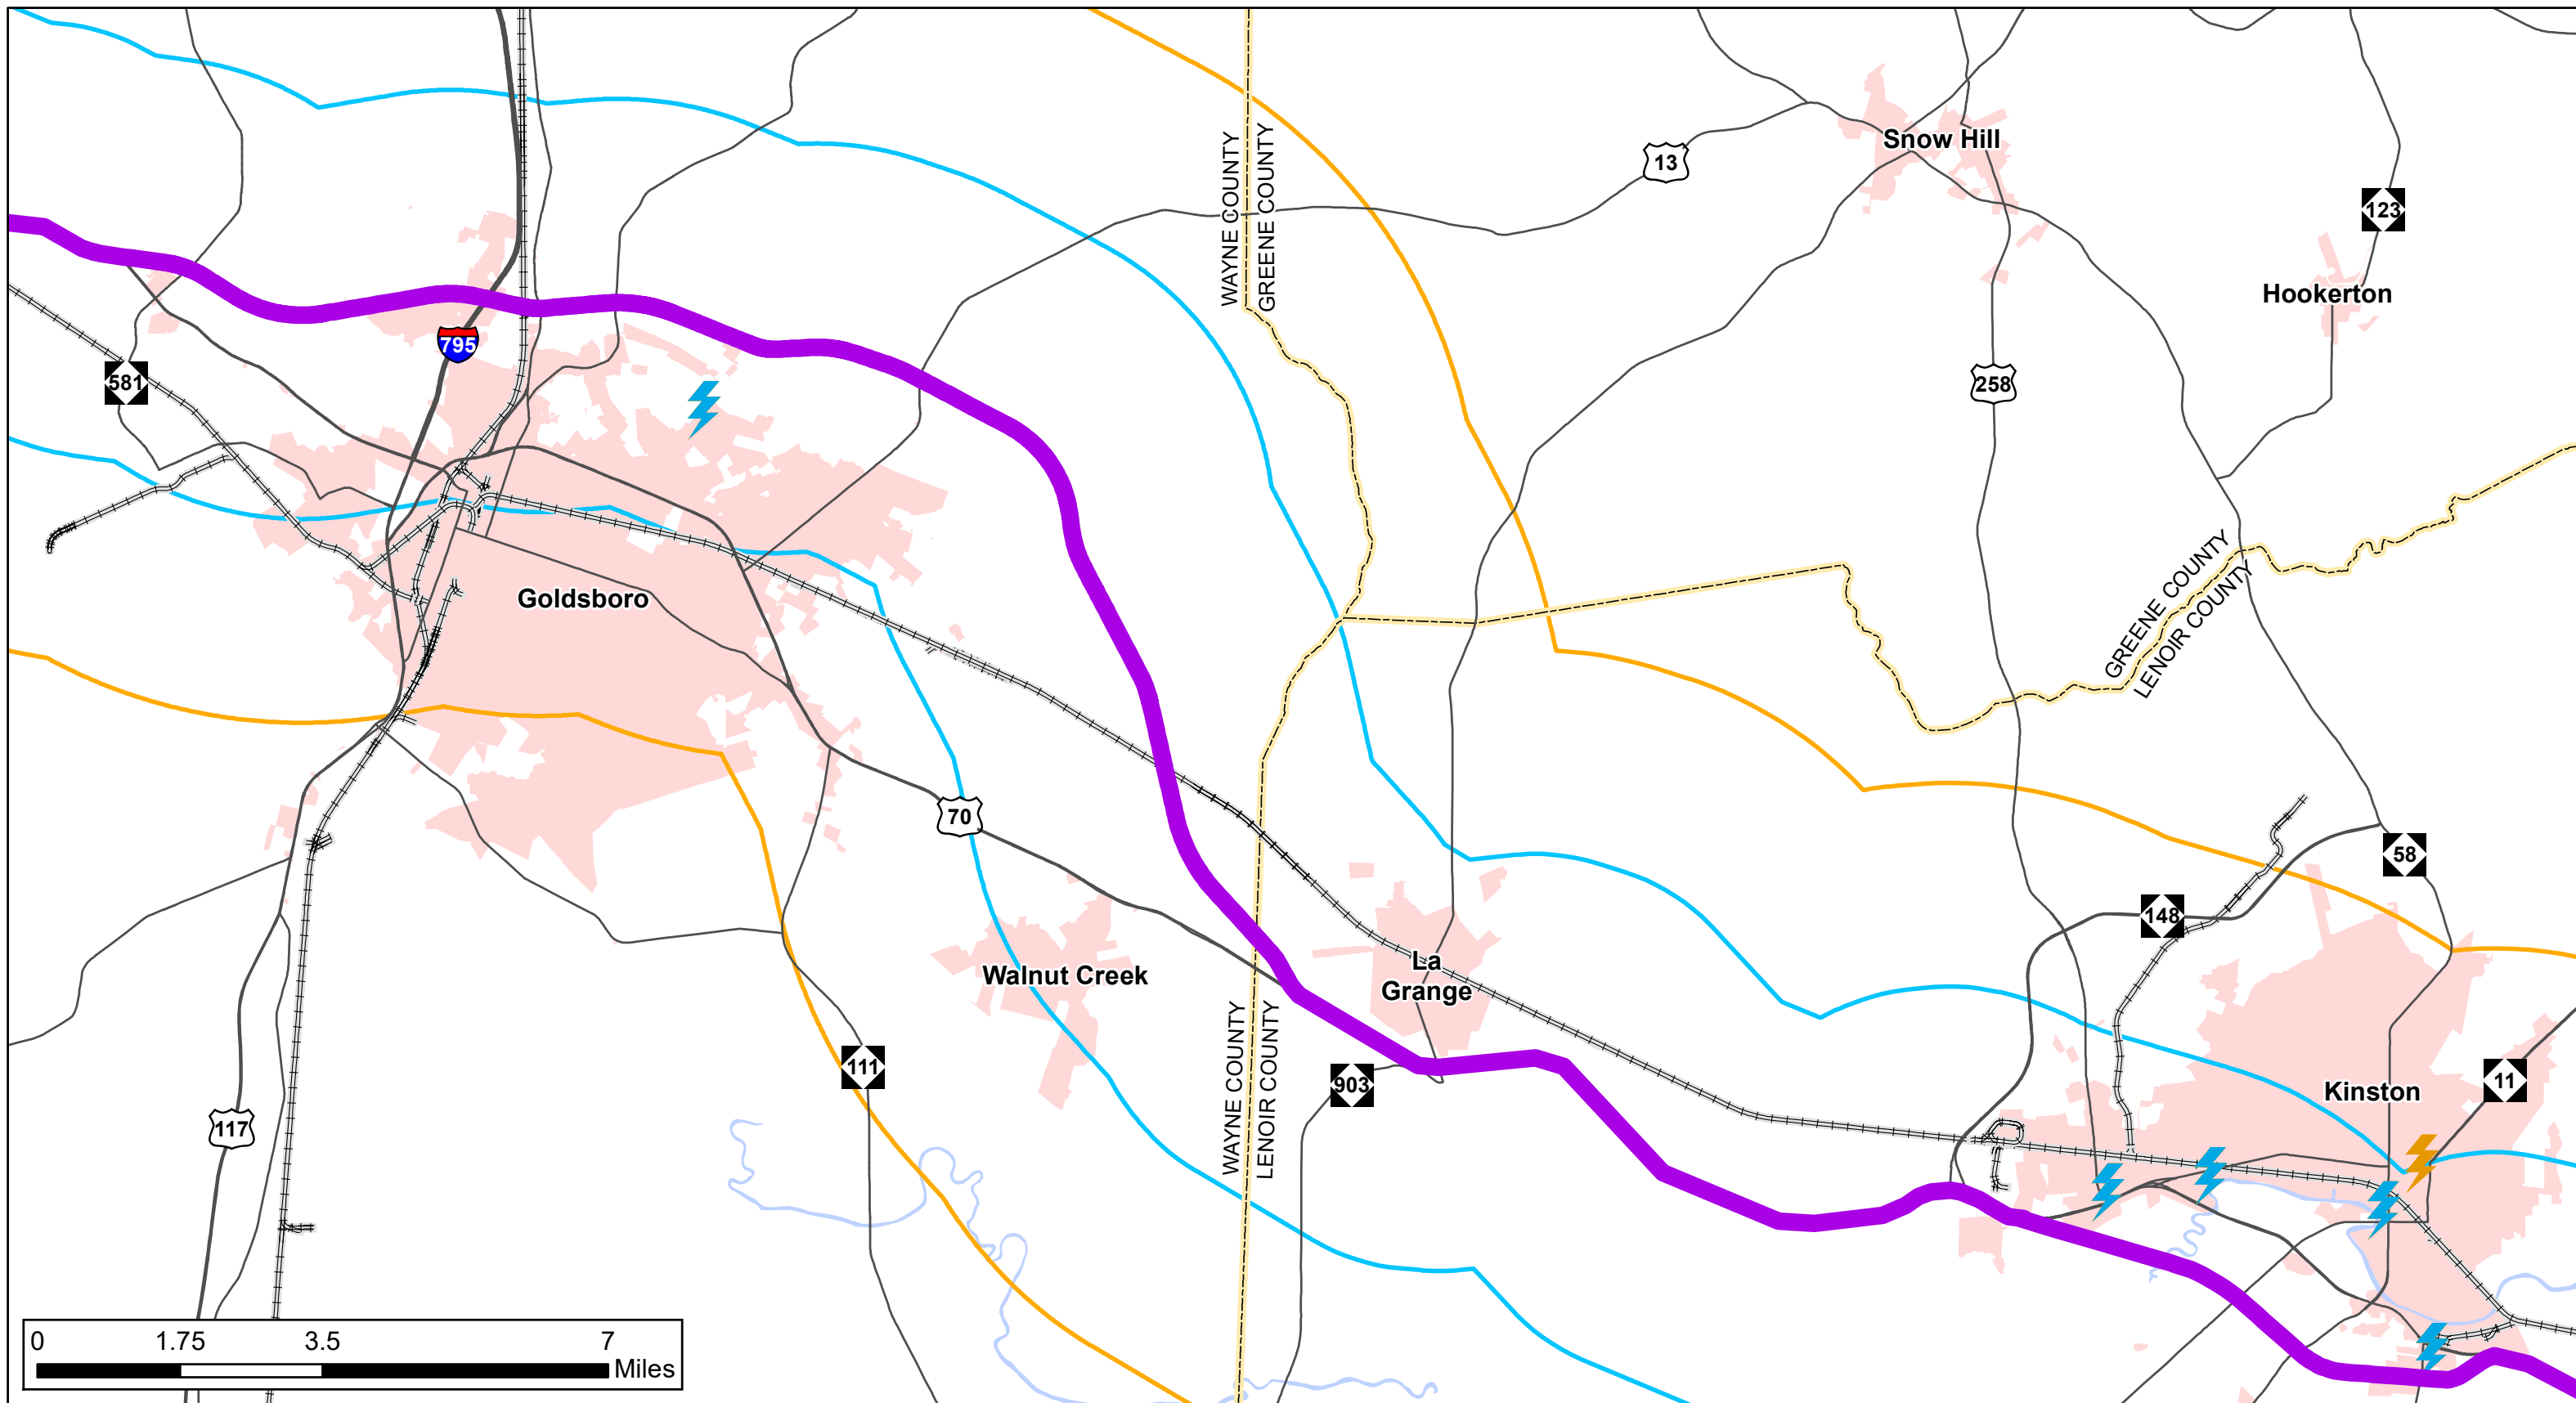 WAYNE COUNTY
GREENE COUNTY
13
Snow Hill
123
Hookerton
795
581
258
Goldsboro
GREENE COUNTY
LENOIR COUNTY
70
58
148
Walnut Creek
La
Grange
WAYNE COUNTY
LENOIR COUNTY
111
903
Kinston
11
117
0 1.75 3.5 7
Miles